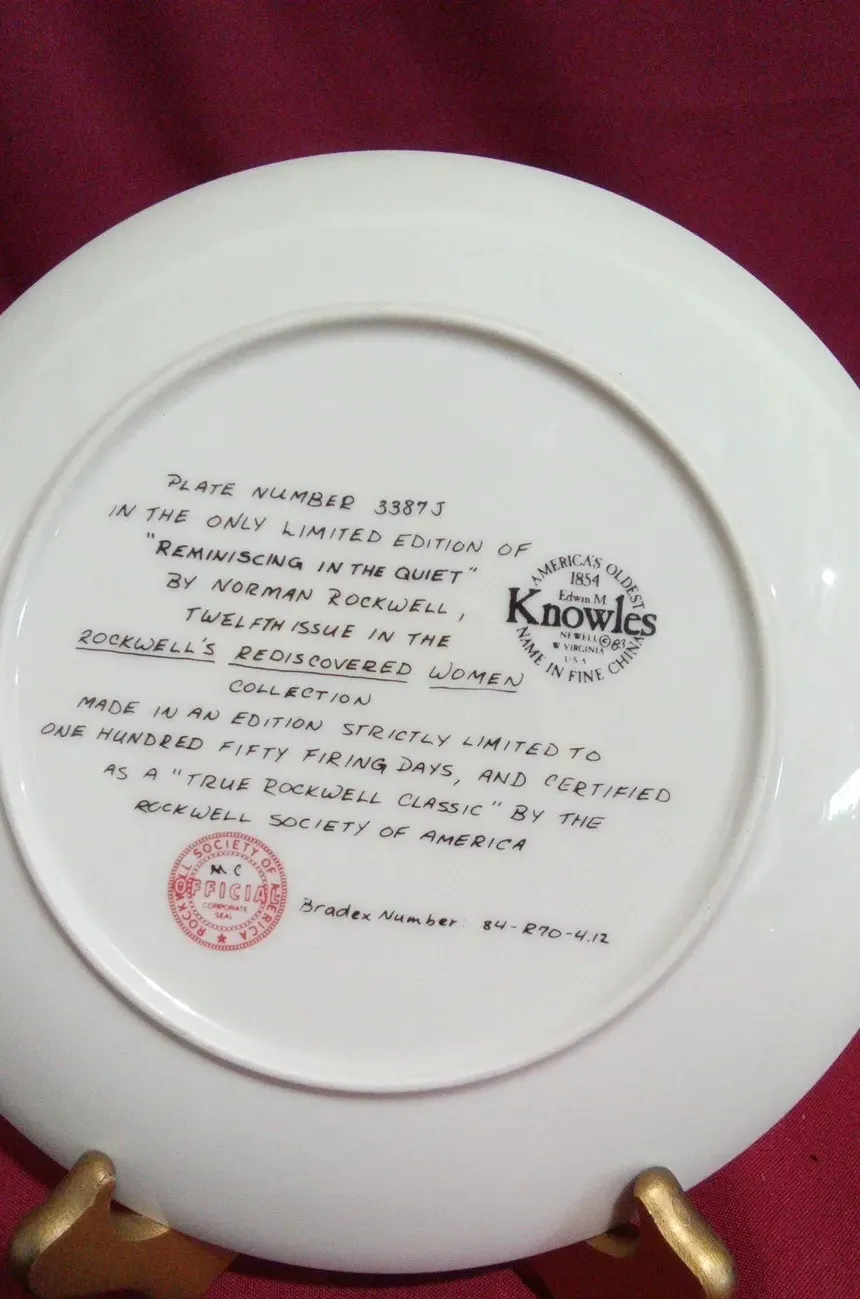 PLATE NUMBER 3387J
IN THE ONLY LIMITED EDITION OF
"REMINISCING IN THE QUIET"
BY NORMAN ROCKWELL,
TWELFTH ISSUE IN THE
ROCKWELL'S REDISCOVERED WOMEN
COLLECTION
MADE IN AN EDITION STRICTLY LIMITED TO
ONE HUNDRED FIFTY FIRING DAYS, AND CERTIFIED
AS A "TRUE ROCKWELL CLASSIC" BY THE
ROCKWELL SOCIETY OF AMERICA
AMERICA'S OLDEST
1854
Edwin M
Knowles
NEWELL © 83
W VIRGINIA
USA
NAME IN FINE CHINA
ROCKWELL SOCIETY OF AMERICA
MC
OFFICIAL
CORPORATE
SEAL
Bradex Number: 84-R70-4.12